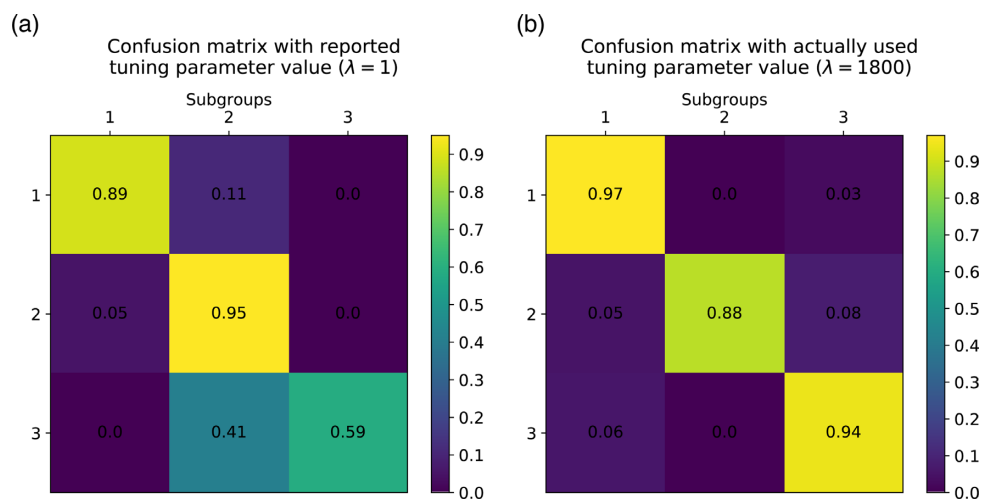 (a)
Confusion matrix with reported
tuning parameter value (λ = 1)
Subgroups
1 2 3
1 0.89 0.11 0.0
2 0.05 0.95 0.0
3 0.0 0.41 0.59
0.9
0.8
0.7
0.6
0.5
0.4
0.3
0.2
0.1
0.0
(b)
Confusion matrix with actually used
tuning parameter value (λ = 1800)
Subgroups
1 2 3
1 0.97 0.0 0.03
2 0.05 0.88 0.08
3 0.06 0.0 0.94
0.9
0.8
0.7
0.6
0.5
0.4
0.3
0.2
0.1
0.0